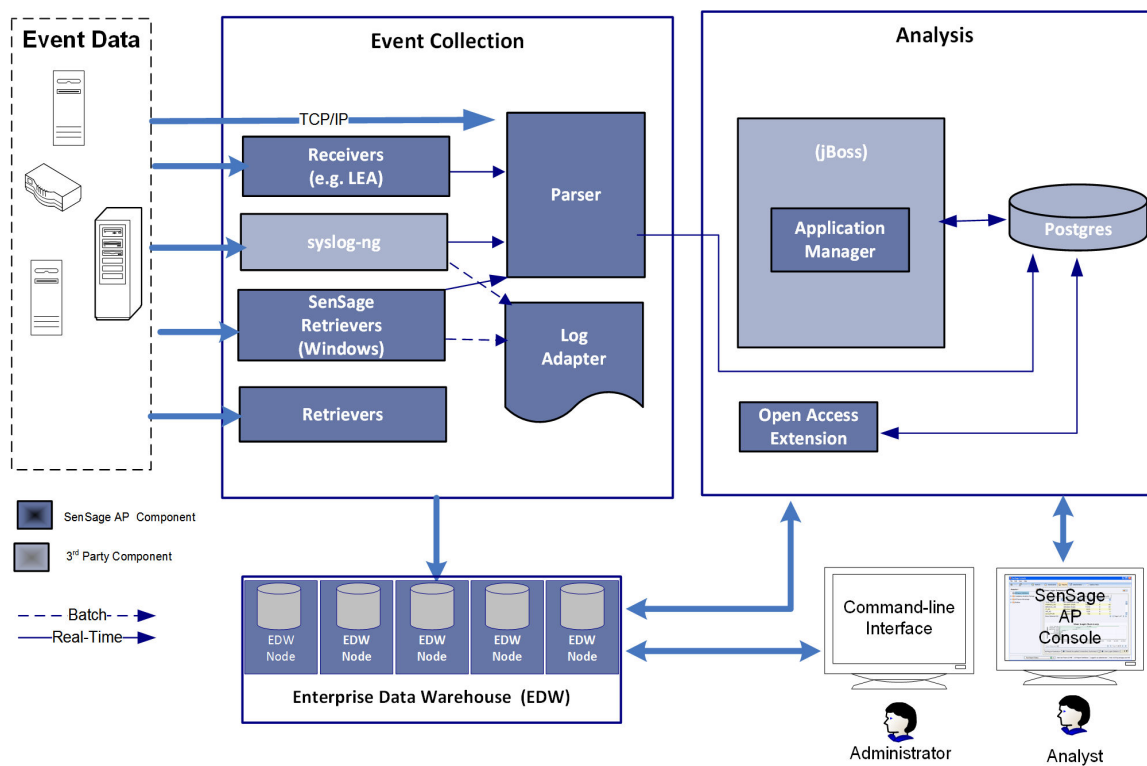 Event Data
Event Collection
Analysis
TCP/IP
Receivers
(e.g. LEA)
syslog-ng
SenSage
Retrievers
(Windows)
Retrievers
Parser
Log
Adapter
(jBoss)
Application
Manager
Postgres
Open Access
Extension
SenSage AP Component
3rd Party Component
Batch
Real-Time
EDW
Node
EDW
Node
EDW
Node
EDW
Node
EDW
Node
Enterprise Data Warehouse (EDW)
Command-line
Interface
SenSage
AP
Console
Administrator
Analyst